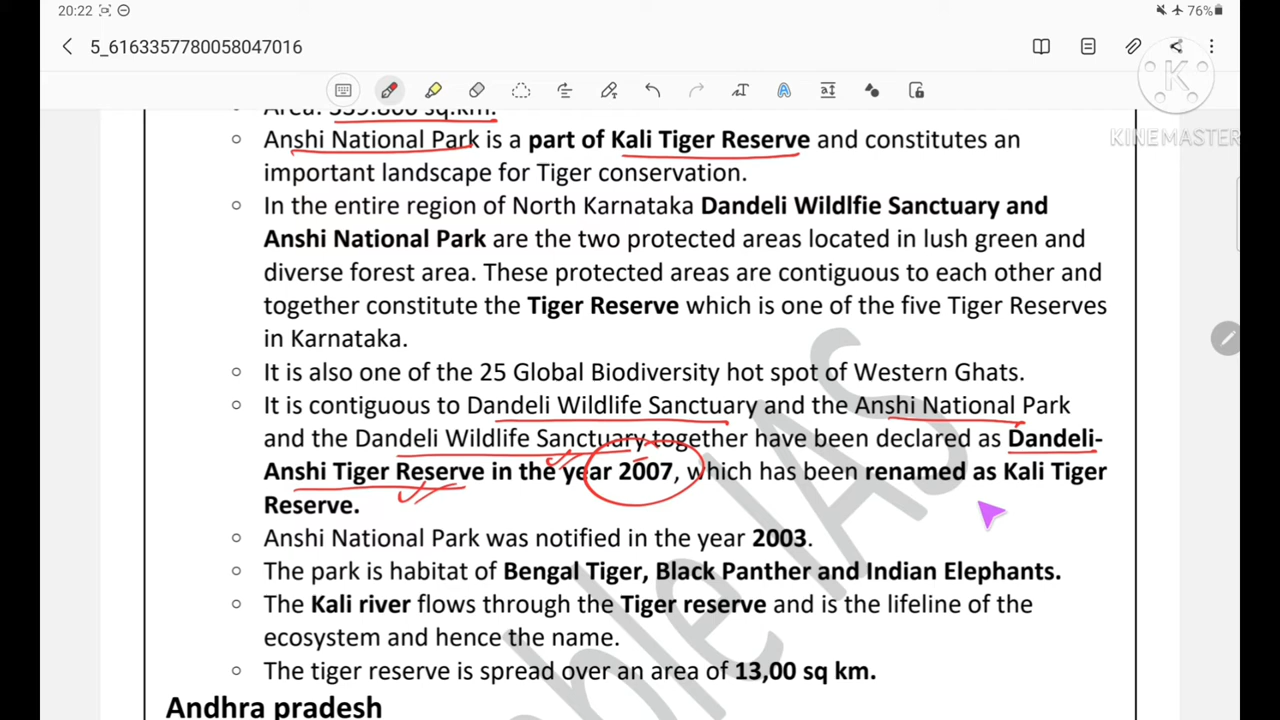 20:22
76%
5_6163357780058047016
K
KINEMASTER
Area: 339.866 sq.km.
Anshi National Park is a part of Kali Tiger Reserve and constitutes an
important landscape for Tiger conservation.
In the entire region of North Karnataka Dandeli Wildlfie Sanctuary and
Anshi National Park are the two protected areas located in lush green and
diverse forest area. These protected areas are contiguous to each other and
together constitute the Tiger Reserve which is one of the five Tiger Reserves
in Karnataka.
It is also one of the 25 Global Biodiversity hot spot of Western Ghats.
It is contiguous to Dandeli Wildlife Sanctuary and the Anshi National Park
and the Dandeli Wildlife Sanctuary together have been declared as Dandeli-
Anshi Tiger Reserve in the year 2007, which has been renamed as Kali Tiger
Reserve.
Anshi National Park was notified in the year 2003.
The park is habitat of Bengal Tiger, Black Panther and Indian Elephants.
The Kali river flows through the Tiger reserve and is the lifeline of the
ecosystem and hence the name.
The tiger reserve is spread over an area of 13,00 sq km.
Andhra pradesh